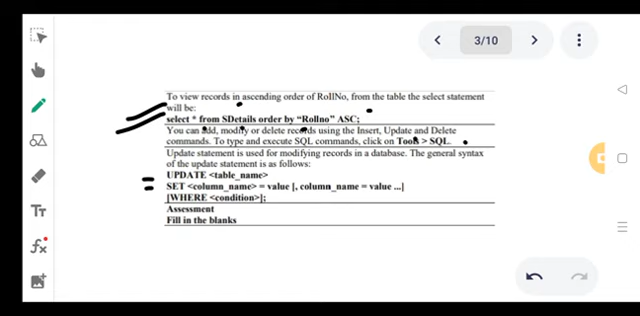 3/10
To view records in ascending order of RollNo, from the table the select statement
will be:
select * from SDetails order by “Rollno” ASC;
You can add, modify or delete records using the Insert, Update and Delete
commands. To type and execute SQL commands, click on Tools > SQL.
Update statement is used for modifying records in a database. The general syntax
of the update statement is as follows:
UPDATE <table_name>
SET <column_name> = value [, column_name = value ...]
[WHERE <condition>];
Assessment
Fill in the blanks
Tт
fx